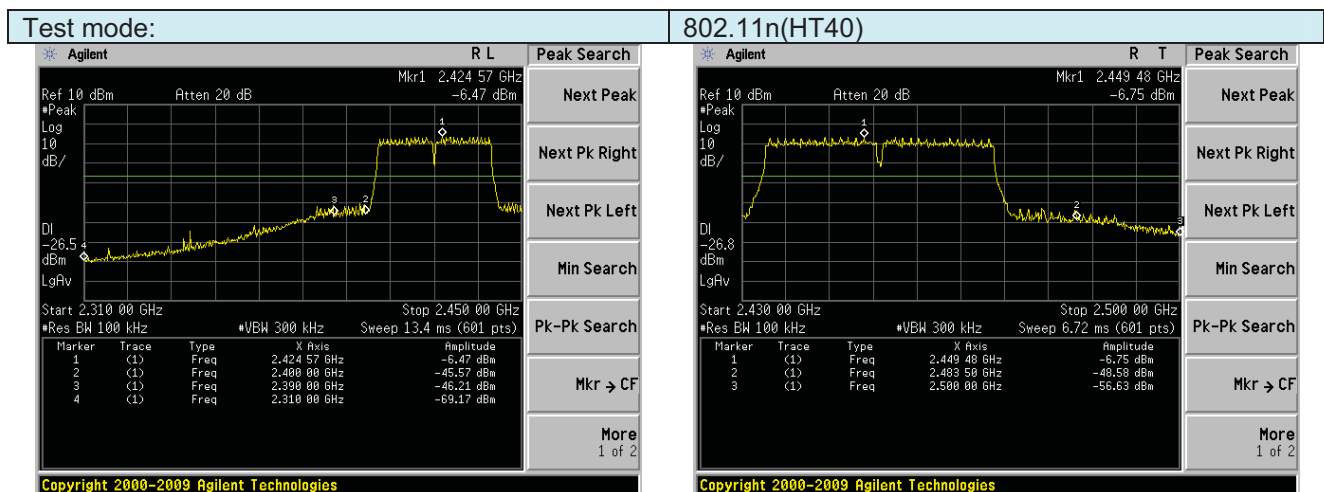 Test mode: 802.11n(HT40)
Agilent R L Peak Search
Mkr1 2.424 57 GHz
Ref 10 dBm Atten 20 dB -6.47 dBm
#Peak
Log
10
dB/
1
3 2
4
DI
-26.5
dBm
LgAv
Start 2.310 00 GHz Stop 2.450 00 GHz
#Res BW 100 kHz #VBW 300 kHz Sweep 13.4 ms (601 pts)
Marker Trace Type X Axis Amplitude
1 (1) Freq 2.424 57 GHz -6.47 dBm
2 (1) Freq 2.400 00 GHz -45.57 dBm
3 (1) Freq 2.390 00 GHz -46.21 dBm
4 (1) Freq 2.310 00 GHz -69.17 dBm
Next Peak
Next Pk Right
Next Pk Left
Min Search
Pk-Pk Search
Mkr → CF
More
1 of 2
Copyright 2000-2009 Agilent Technologies
Agilent R T Peak Search
Mkr1 2.449 48 GHz
Ref 10 dBm Atten 20 dB -6.75 dBm
#Peak
Log
10
dB/
1
2
3
DI
-26.8
dBm
LgAv
Start 2.430 00 GHz Stop 2.500 00 GHz
#Res BW 100 kHz #VBW 300 kHz Sweep 6.72 ms (601 pts)
Marker Trace Type X Axis Amplitude
1 (1) Freq 2.449 48 GHz -6.75 dBm
2 (1) Freq 2.483 50 GHz -48.58 dBm
3 (1) Freq 2.500 00 GHz -56.63 dBm
Next Peak
Next Pk Right
Next Pk Left
Min Search
Pk-Pk Search
Mkr → CF
More
1 of 2
Copyright 2000-2009 Agilent Technologies